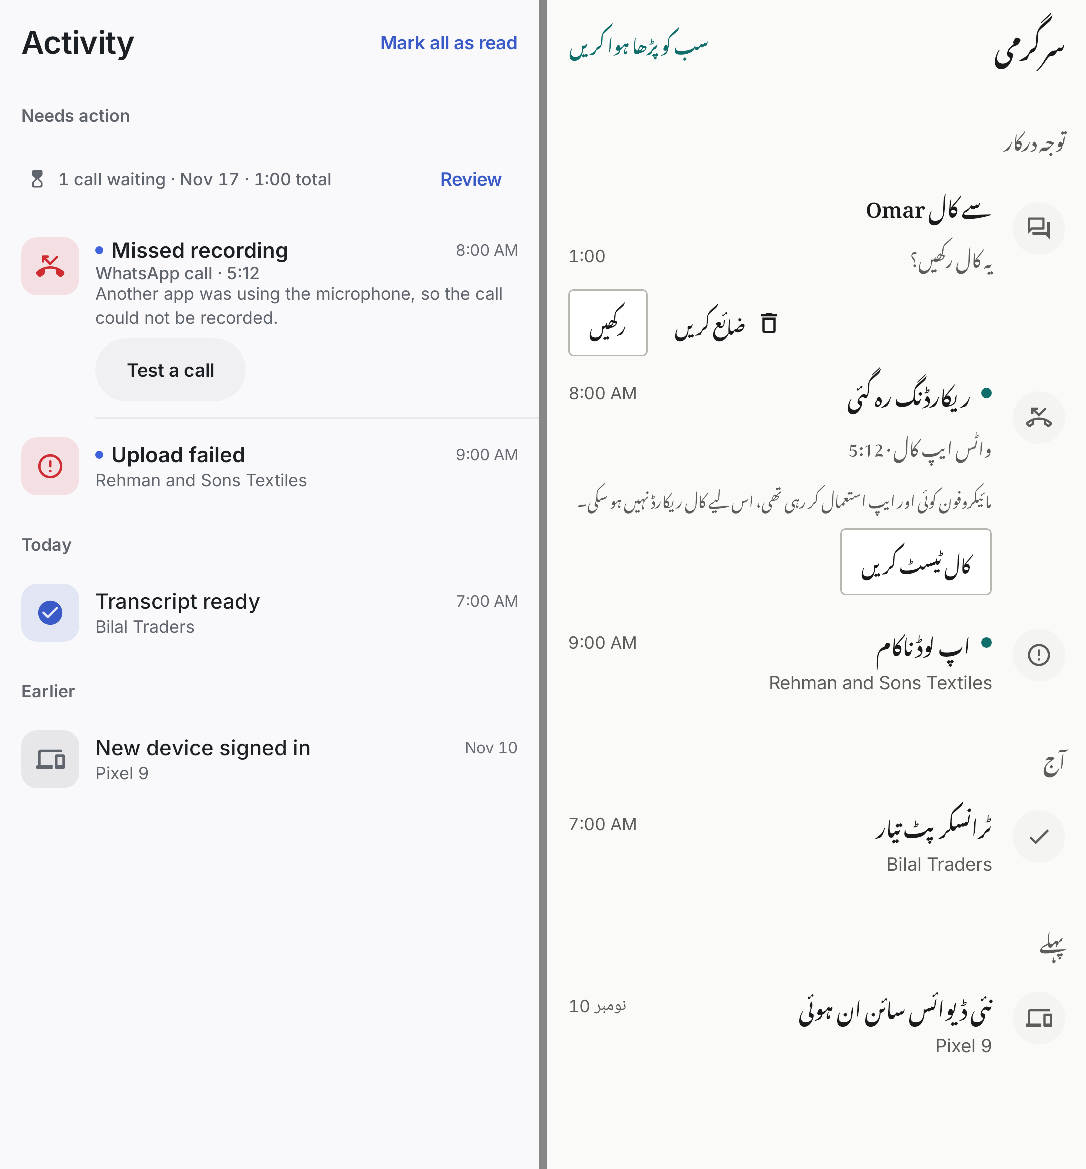 Activity
Mark all as read
Needs action
1 call waiting · Nov 17 · 1:00 total
Review
Missed recording
8:00 AM
WhatsApp call · 5:12
Another app was using the microphone, so the call
could not be recorded.
Test a call
Upload failed
9:00 AM
Rehman and Sons Textiles
Today
Transcript ready
7:00 AM
Bilal Traders
Earlier
New device signed in
Nov 10
Pixel 9
سرگرمی
سب کو پڑھا ہوا کریں
توجہ درکار
سے کال Omar
یہ کال رکھیں؟
1:00
ضائع کریں
رکھیں
ریکارڈنگ رہ گئی
8:00 AM
واٹس ایپ کال · 5:12
مائیکروفون کوئی اور ایپ استعمال کر رہی تھی، اس لیے کال ریکارڈ نہیں ہو سکی۔
کال ٹیسٹ کریں
اپ لوڈ ناکام
9:00 AM
Rehman and Sons Textiles
آج
ٹرانسکرپٹ تیار
7:00 AM
Bilal Traders
پہلے
نئی ڈیوائس سائن ان ہوئی
10 نومبر
Pixel 9